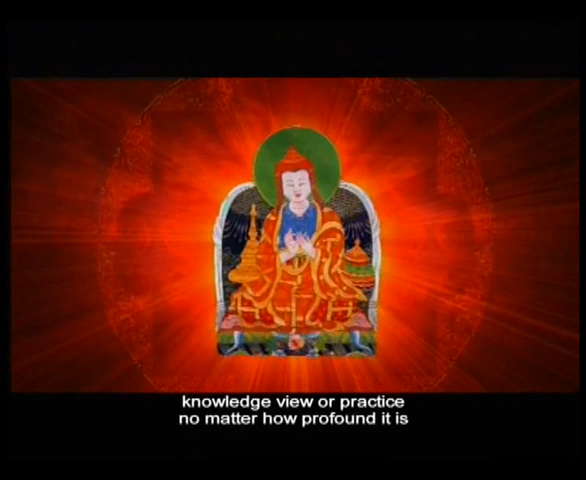 knowledge view or practice
no matter how profound it is